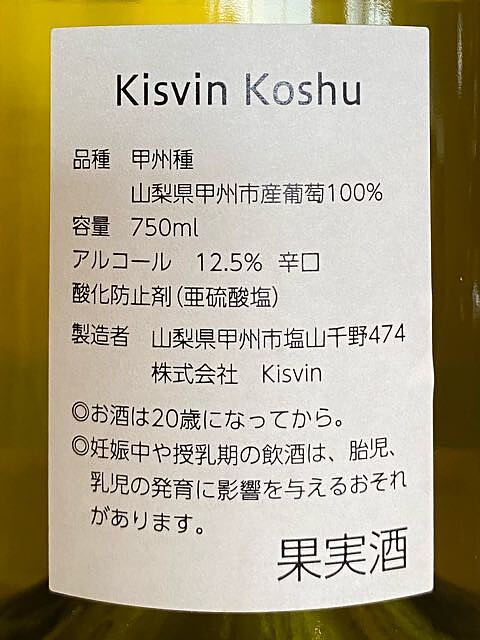 Kisvin Koshu
品種 甲州種
山梨県甲州市産葡萄100%
容量 750ml
アルコール 12.5% 辛口
酸化防止剤(亜硫酸塩)
製造者 山梨県甲州市塩山千野474
株式会社 Kisvin
◎お酒は20歳になってから。
◎妊娠中や授乳期の飲酒は、胎児、
乳児の発育に影響を与えるおそれ
があります。
果実酒